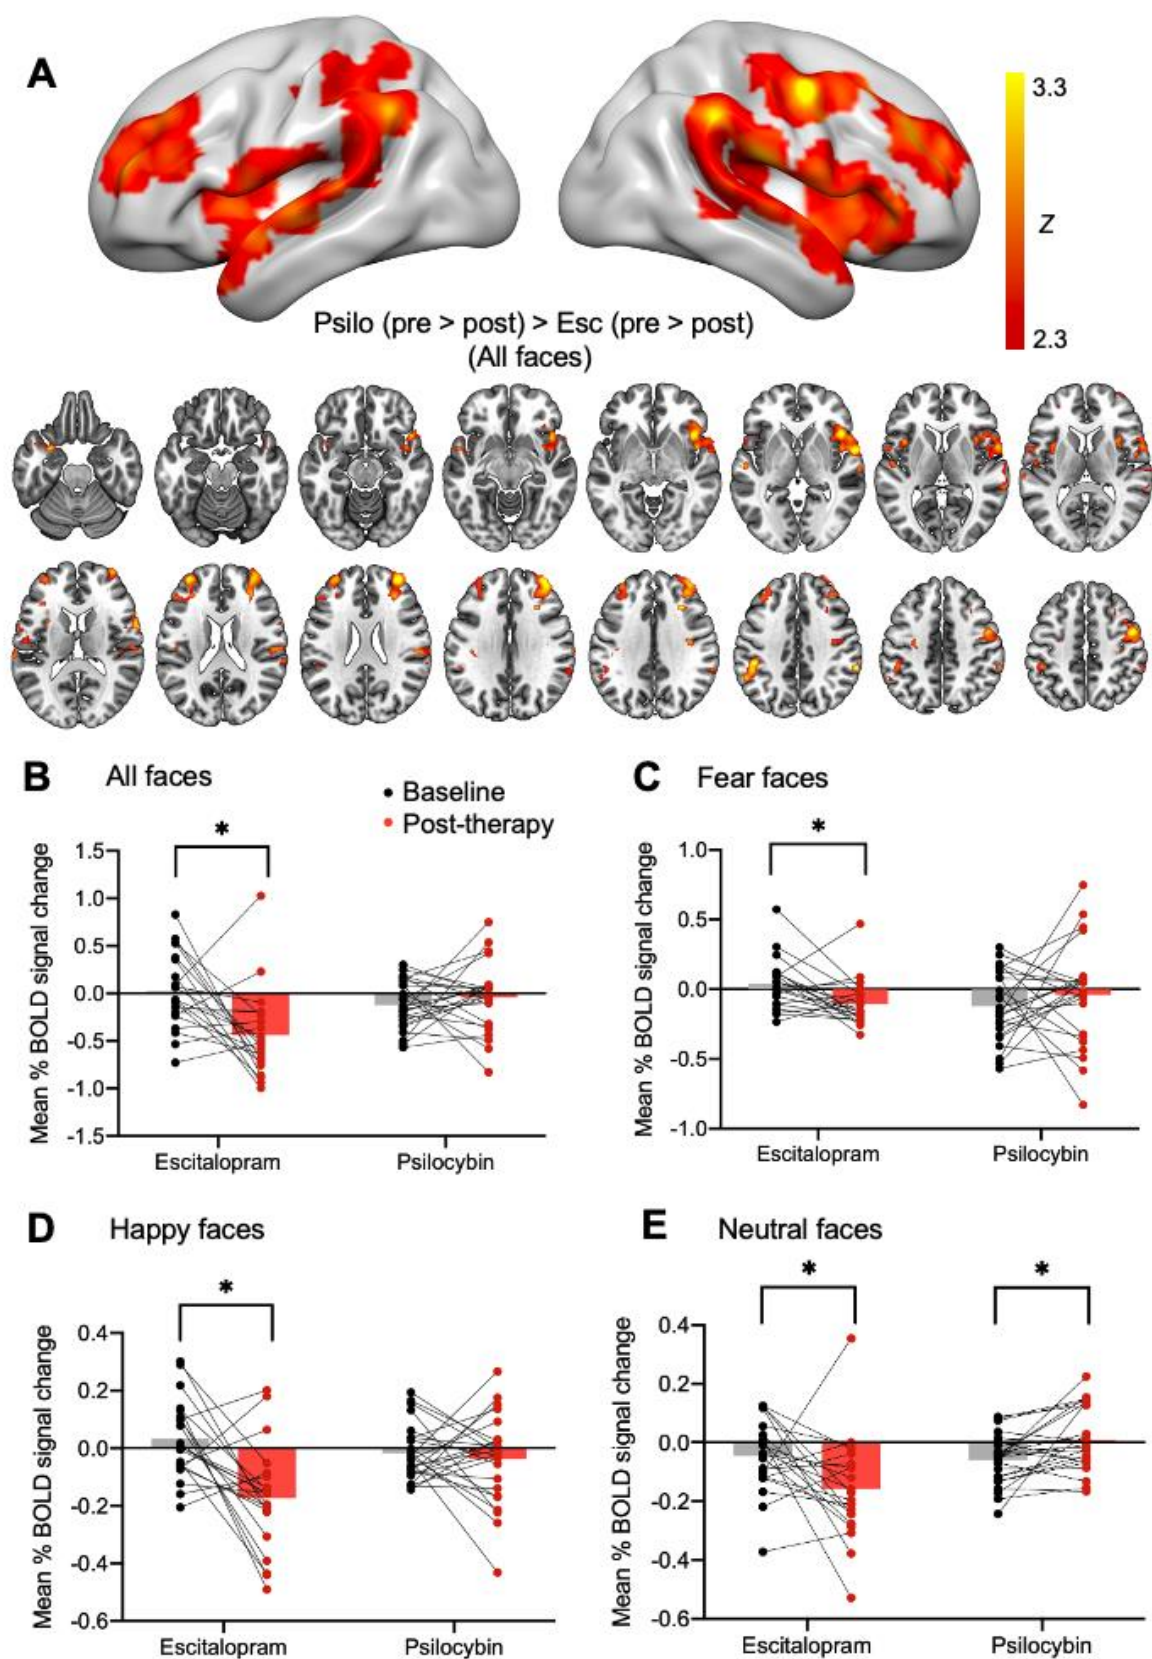 A
3.3
Z
2.3
Psilo (pre > post) > Esc (pre > post)
(All faces)
B All faces
Baseline
Post-therapy
*
Mean % BOLD signal change
1.5
1.0
0.5
0.0
-0.5
-1.0
-1.5
Escitalopram Psilocybin
C Fear faces
*
Mean % BOLD signal change
1.0
0.5
0.0
-0.5
-1.0
Escitalopram Psilocybin
D Happy faces
*
Mean % BOLD signal change
0.4
0.2
0.0
-0.2
-0.4
-0.6
Escitalopram Psilocybin
E Neutral faces
* *
Mean % BOLD signal change
0.4
0.2
0.0
-0.2
-0.4
-0.6
Escitalopram Psilocybin